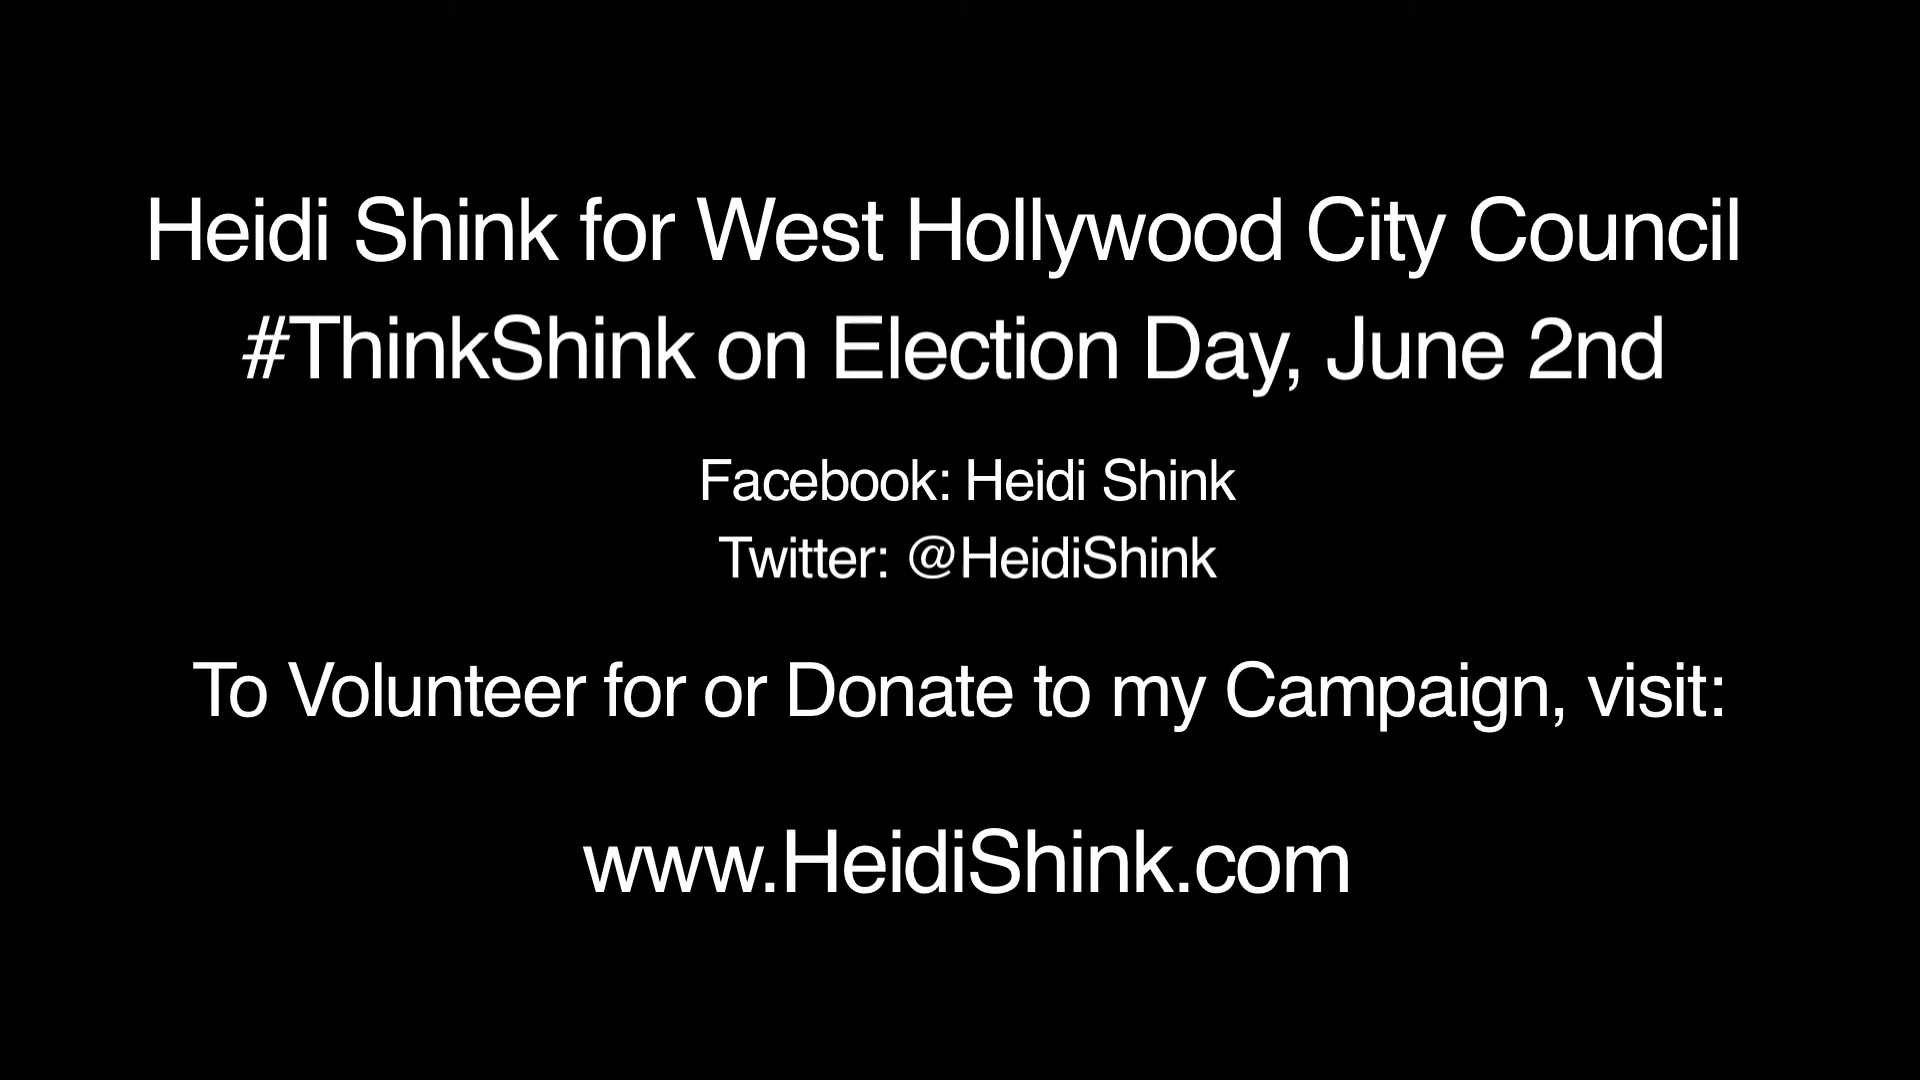 Heidi Shink for West Hollywood City Council
#ThinkShink on Election Day, June 2nd
Facebook: Heidi Shink
Twitter: @HeidiShink
To Volunteer for or Donate to my Campaign, visit:
www.HeidiShink.com